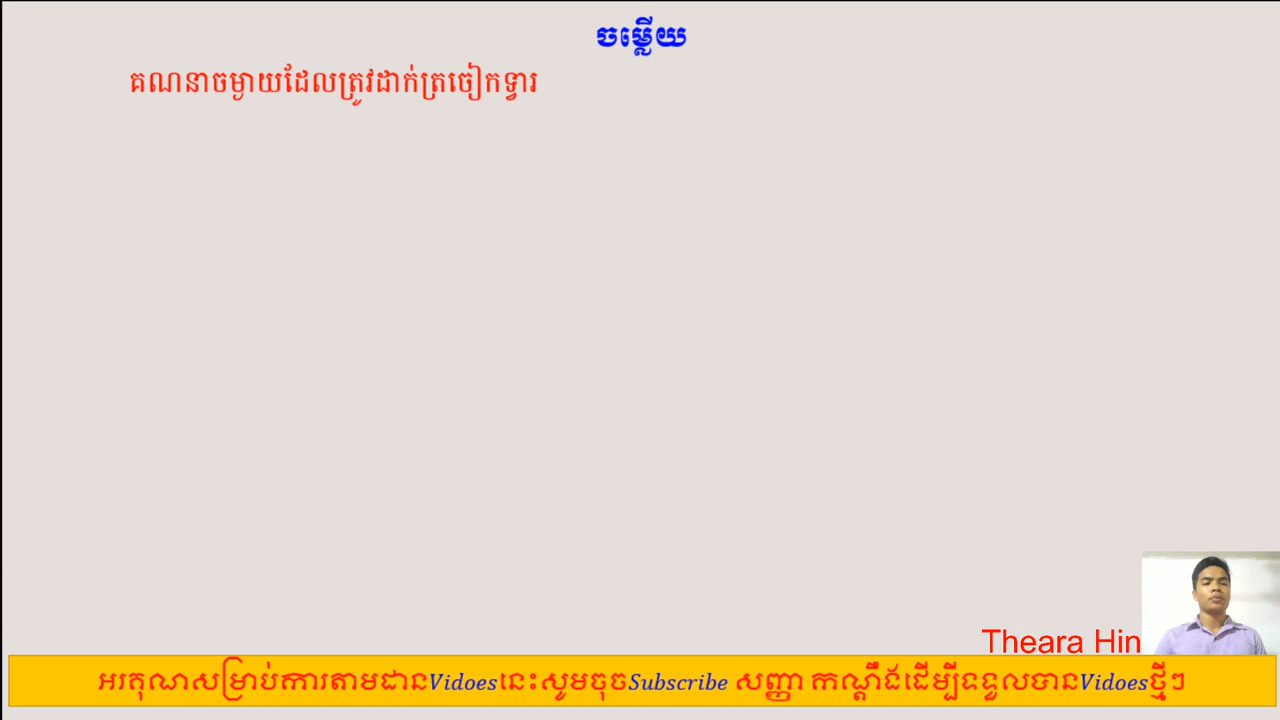 ចម្លើយ
គណនាចម្ងាយដែលត្រូវដាក់ត្រចៀកទ្វារ
Theara Hin
អរគុណសម្រាប់ការតាមដានVidoesនេះសូមចុចSubscribe សញ្ញា កណ្ដឹងដើម្បីទទួលបានVidoesថ្មីៗ